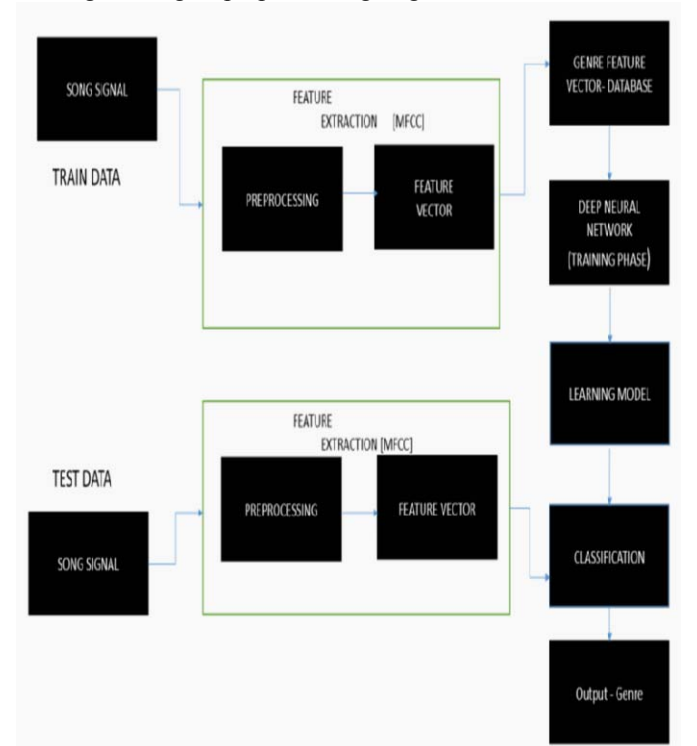 SONG SIGNAL
TRAIN DATA
FEATURE
EXTRACTION [MFCC]
PREPROCESSING
FEATURE
VECTOR
GENRE FEATURE
VECTOR- DATABASE
DEEP NEURAL
NETWORK
(TRAINING PHASE)
LEARNING MODEL
TEST DATA
SONG SIGNAL
FEATURE
EXTRACTION [MFCC]
PREPROCESSING
FEATURE VECTOR
CLASSIFICATION
Output - Genre